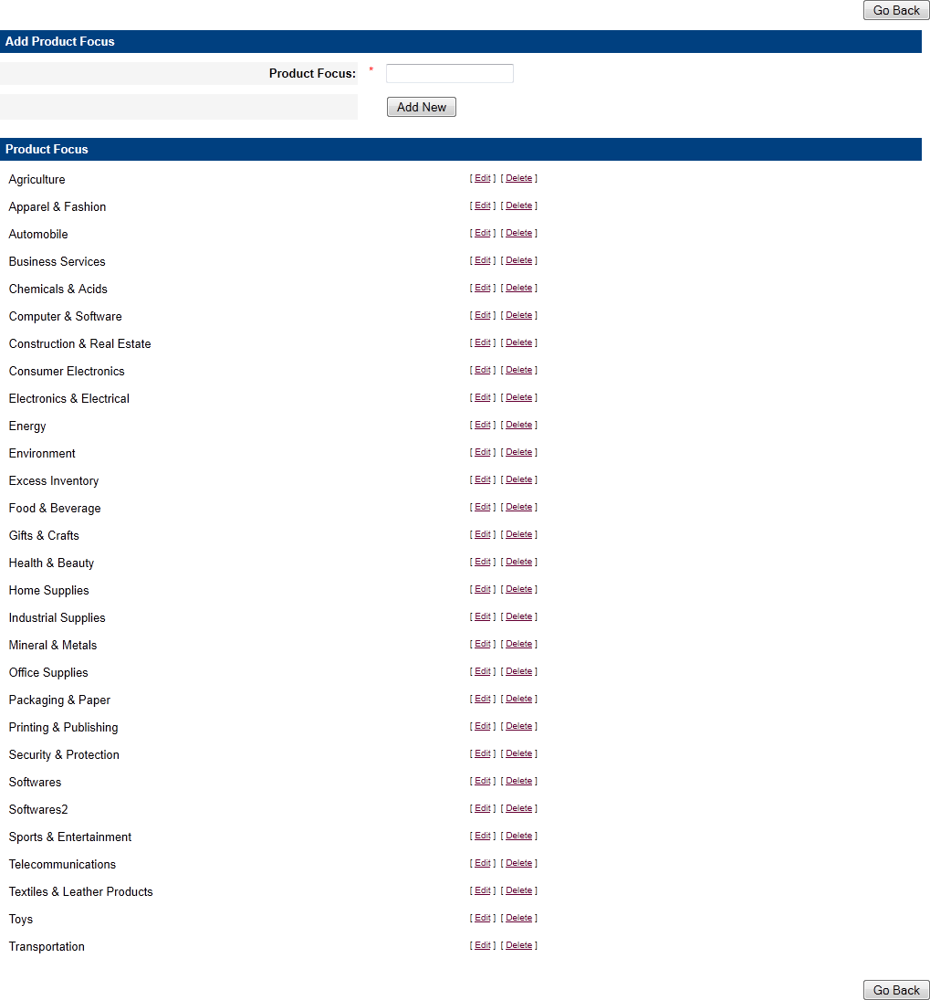 Go Back
Add Product Focus
Product Focus: *
Add New
Product Focus
Agriculture [ Edit ] [ Delete ]
Apparel & Fashion [ Edit ] [ Delete ]
Automobile [ Edit ] [ Delete ]
Business Services [ Edit ] [ Delete ]
Chemicals & Acids [ Edit ] [ Delete ]
Computer & Software [ Edit ] [ Delete ]
Construction & Real Estate [ Edit ] [ Delete ]
Consumer Electronics [ Edit ] [ Delete ]
Electronics & Electrical [ Edit ] [ Delete ]
Energy [ Edit ] [ Delete ]
Environment [ Edit ] [ Delete ]
Excess Inventory [ Edit ] [ Delete ]
Food & Beverage [ Edit ] [ Delete ]
Gifts & Crafts [ Edit ] [ Delete ]
Health & Beauty [ Edit ] [ Delete ]
Home Supplies [ Edit ] [ Delete ]
Industrial Supplies [ Edit ] [ Delete ]
Mineral & Metals [ Edit ] [ Delete ]
Office Supplies [ Edit ] [ Delete ]
Packaging & Paper [ Edit ] [ Delete ]
Printing & Publishing [ Edit ] [ Delete ]
Security & Protection [ Edit ] [ Delete ]
Softwares [ Edit ] [ Delete ]
Softwares2 [ Edit ] [ Delete ]
Sports & Entertainment [ Edit ] [ Delete ]
Telecommunications [ Edit ] [ Delete ]
Textiles & Leather Products [ Edit ] [ Delete ]
Toys [ Edit ] [ Delete ]
Transportation [ Edit ] [ Delete ]
Go Back